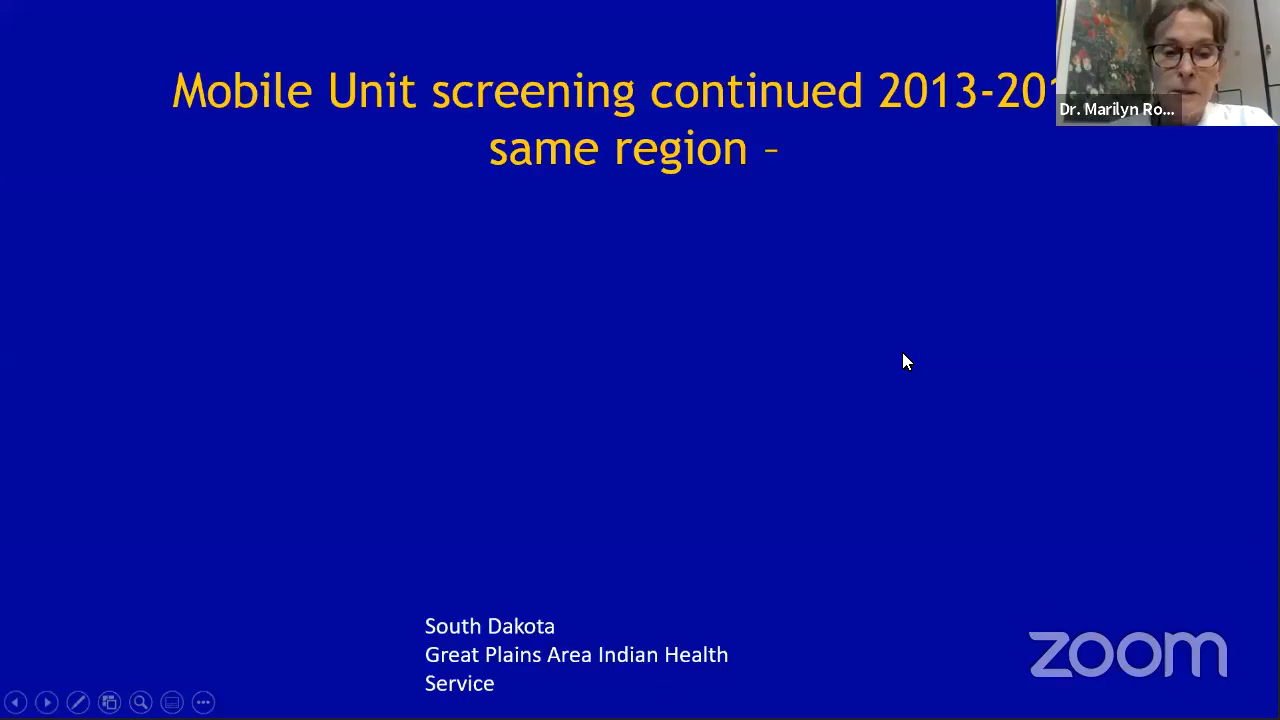 Mobile Unit screening continued 2013-201
same region –
Dr. Marilyn Ro...
South Dakota
Great Plains Area Indian Health
Service
zoom